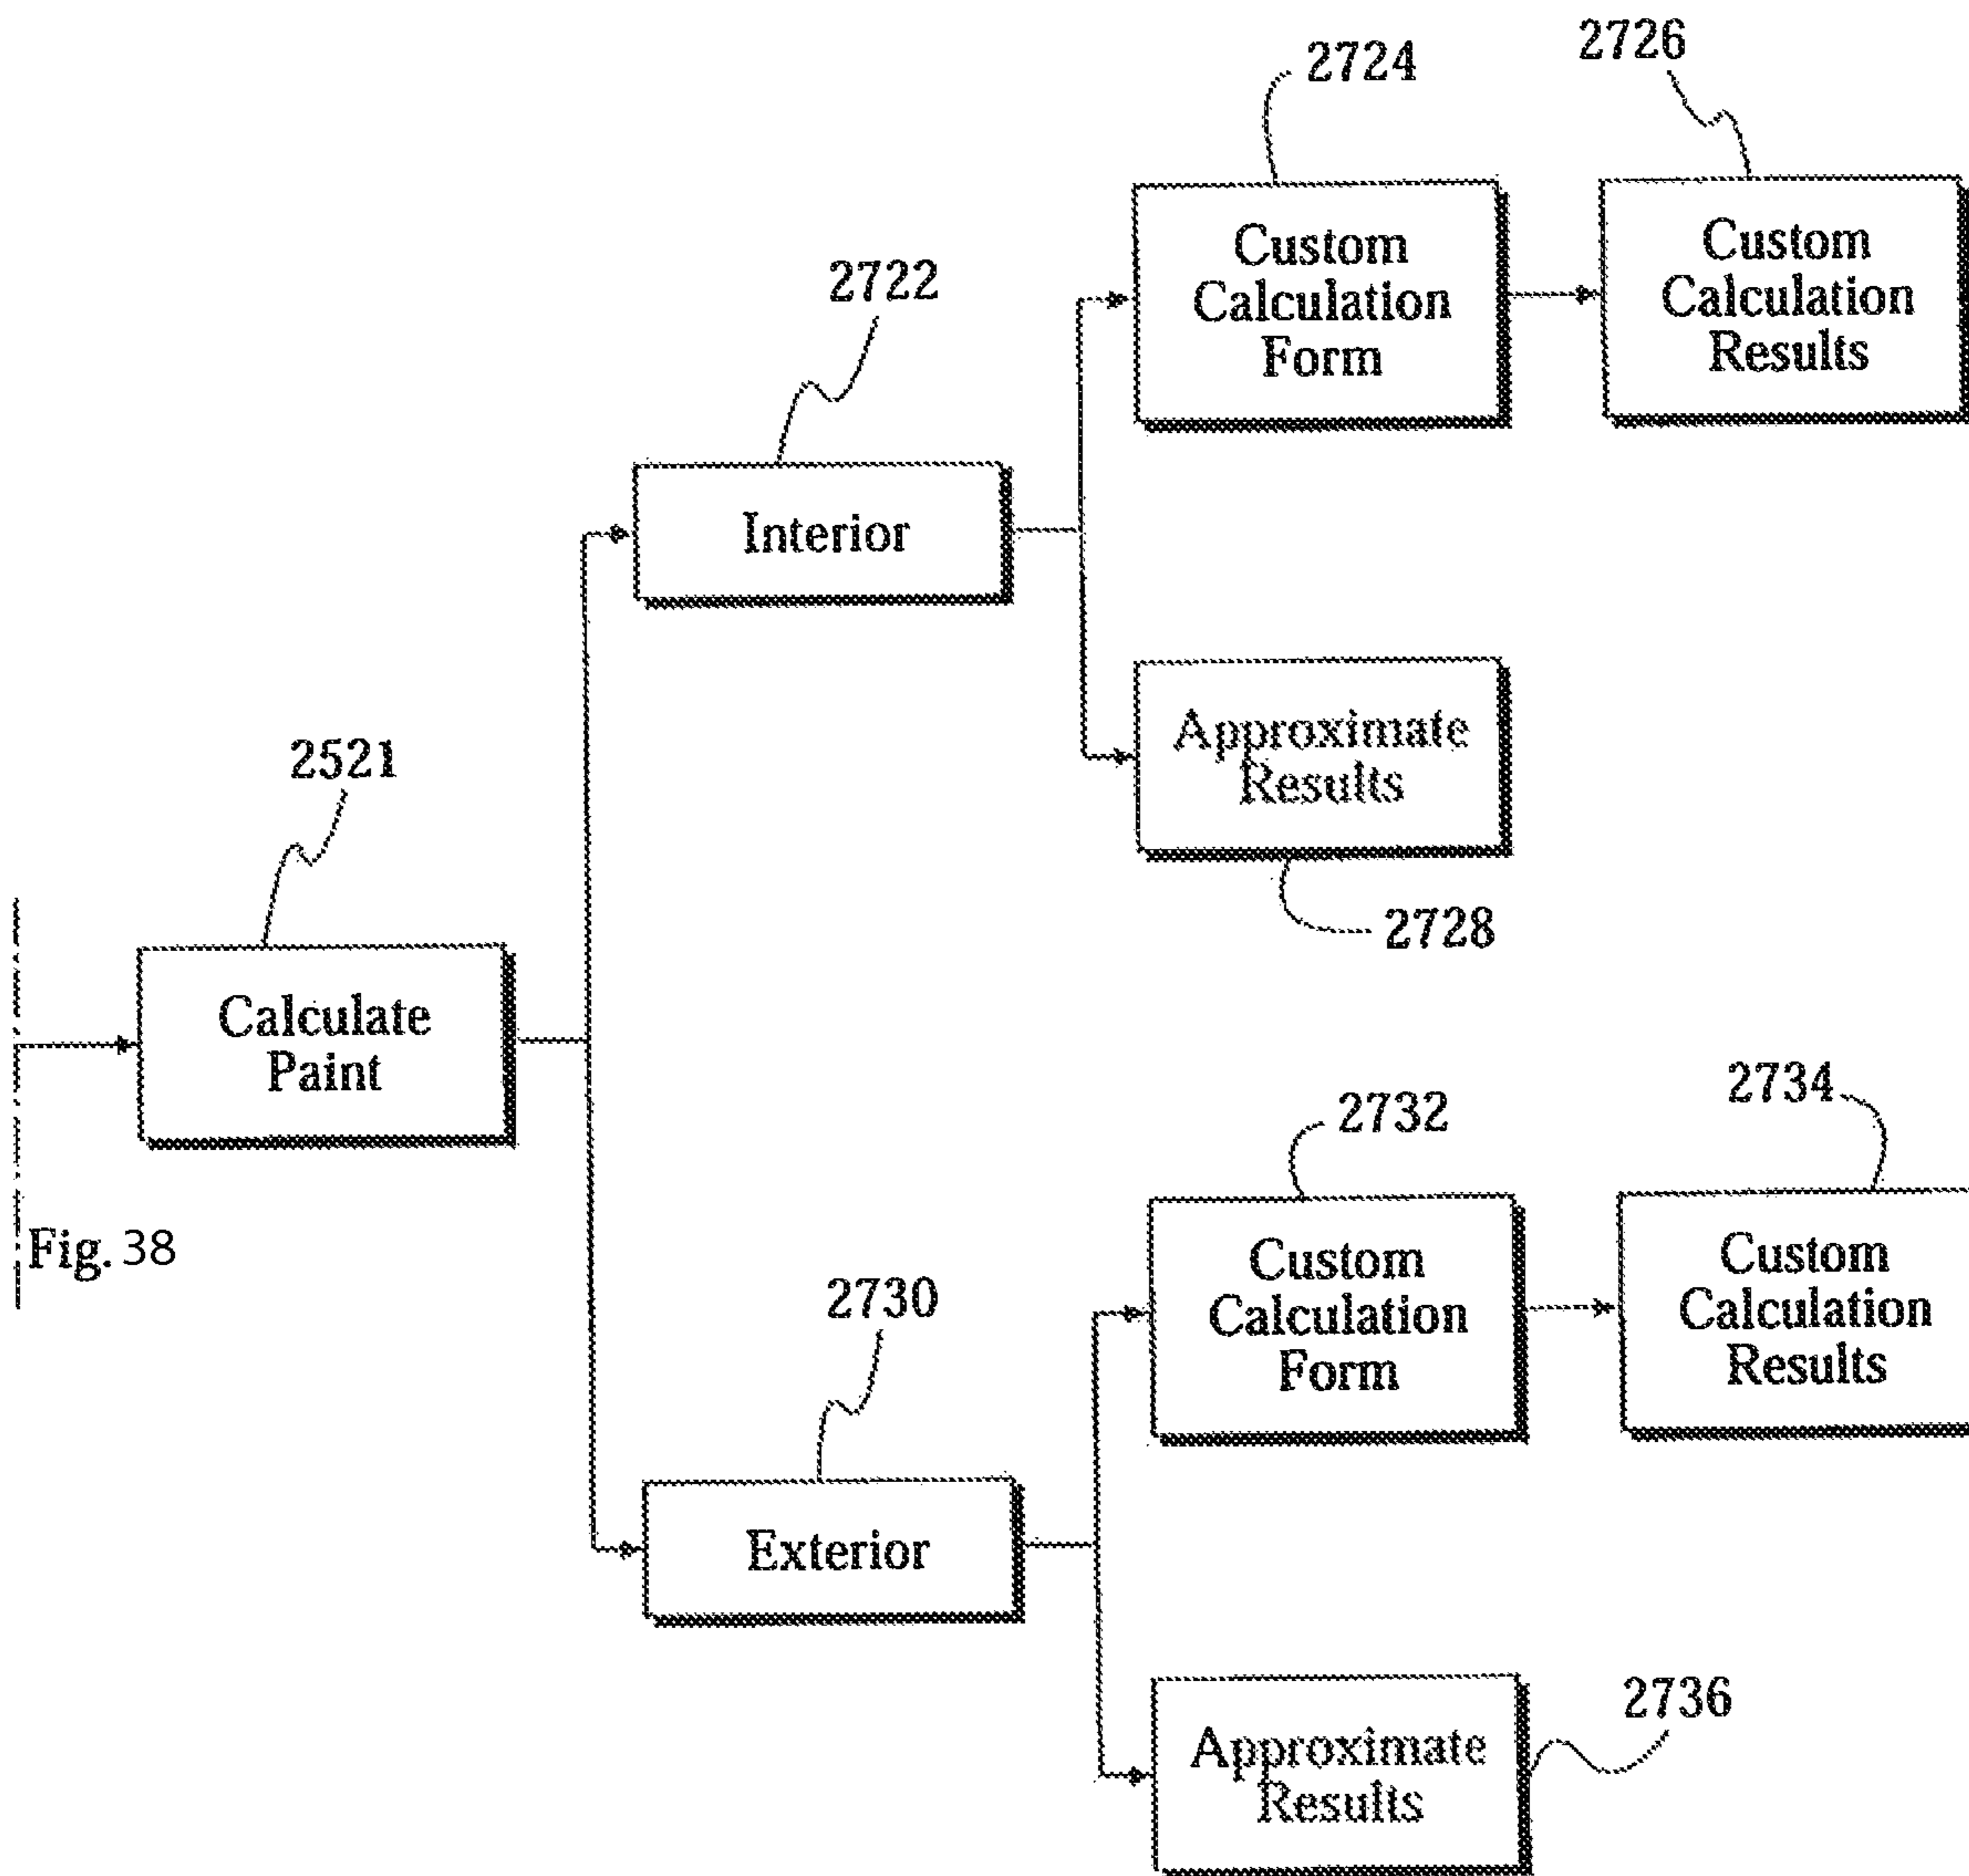 2726
2724
Custom
Calculation
Form
Custom
Calculation
Results
2722
Interior
Approximate
Results
2728
2521
Calculate
Paint
Fig. 38
2732
2734
Custom
Calculation
Form
Custom
Calculation
Results
2730
Exterior
2736
Approximate
Results